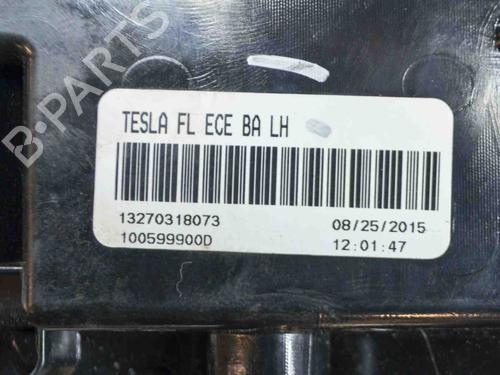 B-PARTS
TESLA FL ECE BA LH
13270318073 08/25/2015
100599900D 12:01:47